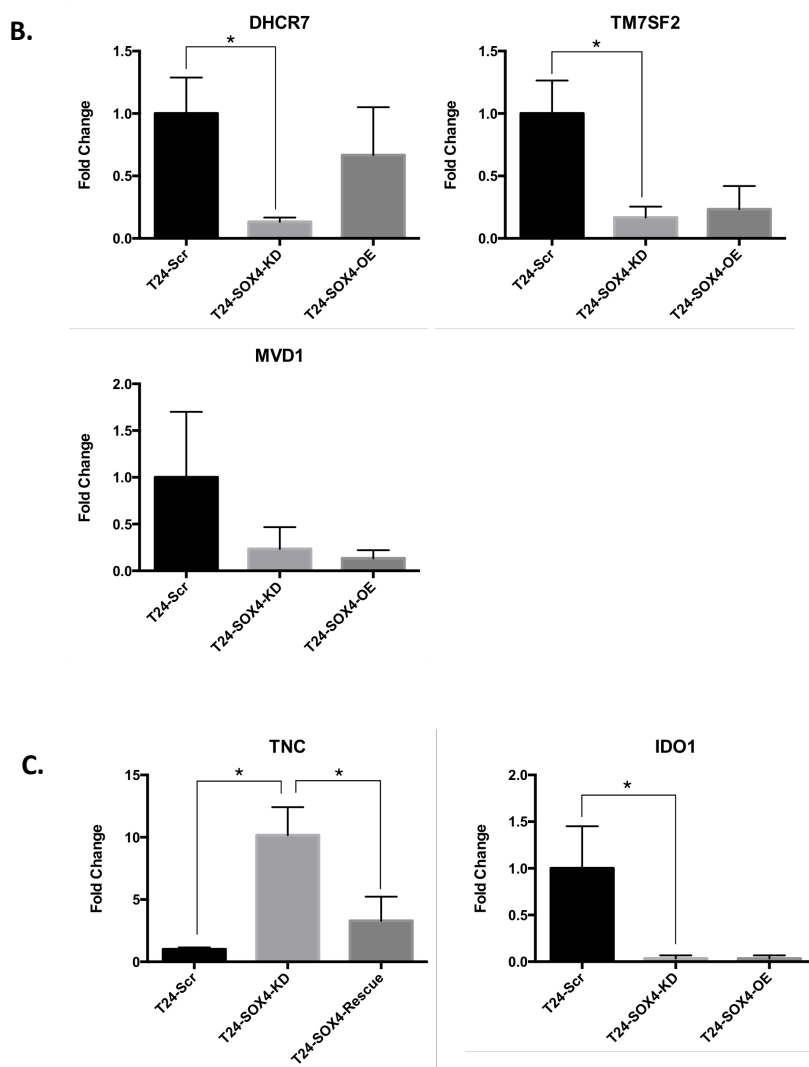 B.
DHCR7
*
Fold Change
1.5
1.0
0.5
0.0
T24-Scr
T24-SOX4-KD
T24-SOX4-OE
TM7SF2
*
Fold Change
1.5
1.0
0.5
0.0
T24-Scr
T24-SOX4-KD
T24-SOX4-OE
MVD1
Fold Change
2.0
1.5
1.0
0.5
0.0
T24-Scr
T24-SOX4-KD
T24-SOX4-OE
C.
TNC
* *
Fold Change
15
10
5
0
T24-Scr
T24-SOX4-KD
T24-SOX4-Rescue
IDO1
*
Fold Change
2.0
1.5
1.0
0.5
0.0
T24-Scr
T24-SOX4-KD
T24-SOX4-OE